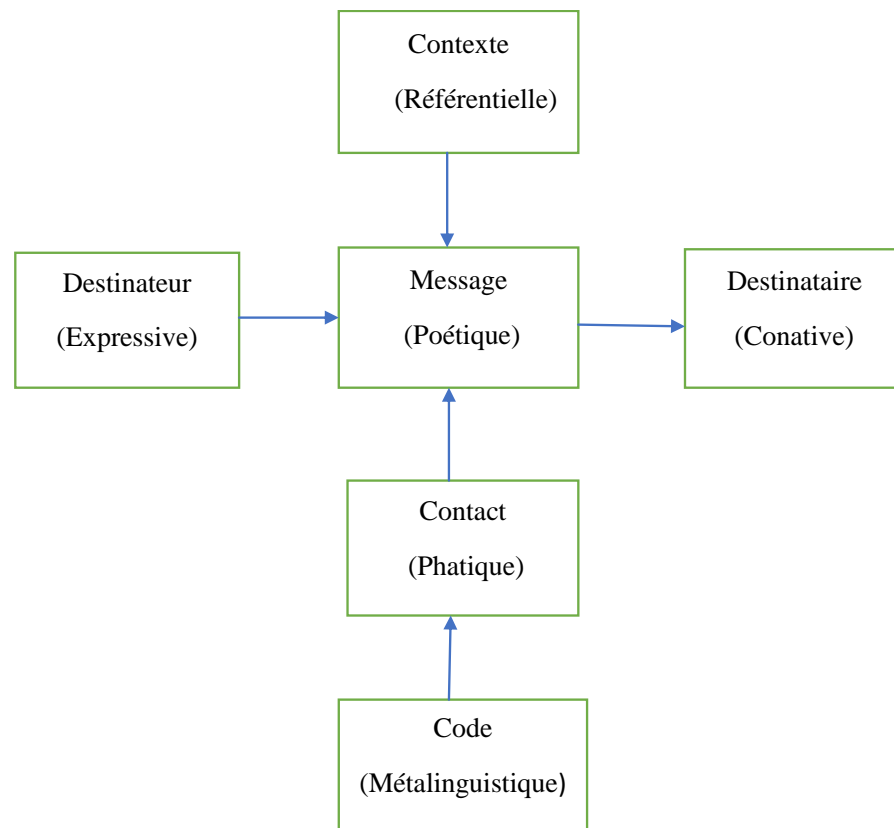 Contexte
(Référentielle)
Destinateur
(Expressive)
Message
(Poétique)
Destinataire
(Conative)
Contact
(Phatique)
Code
(Métalinguistique)